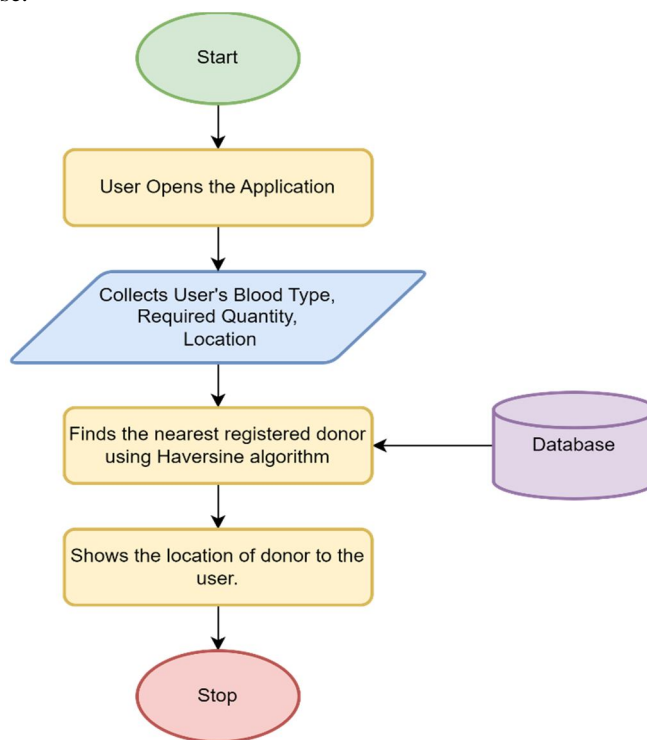 Start
User Opens the Application
Collects User's Blood Type,
Required Quantity,
Location
Finds the nearest registered donor
using Haversine algorithm
Database
Shows the location of donor to the
user.
Stop